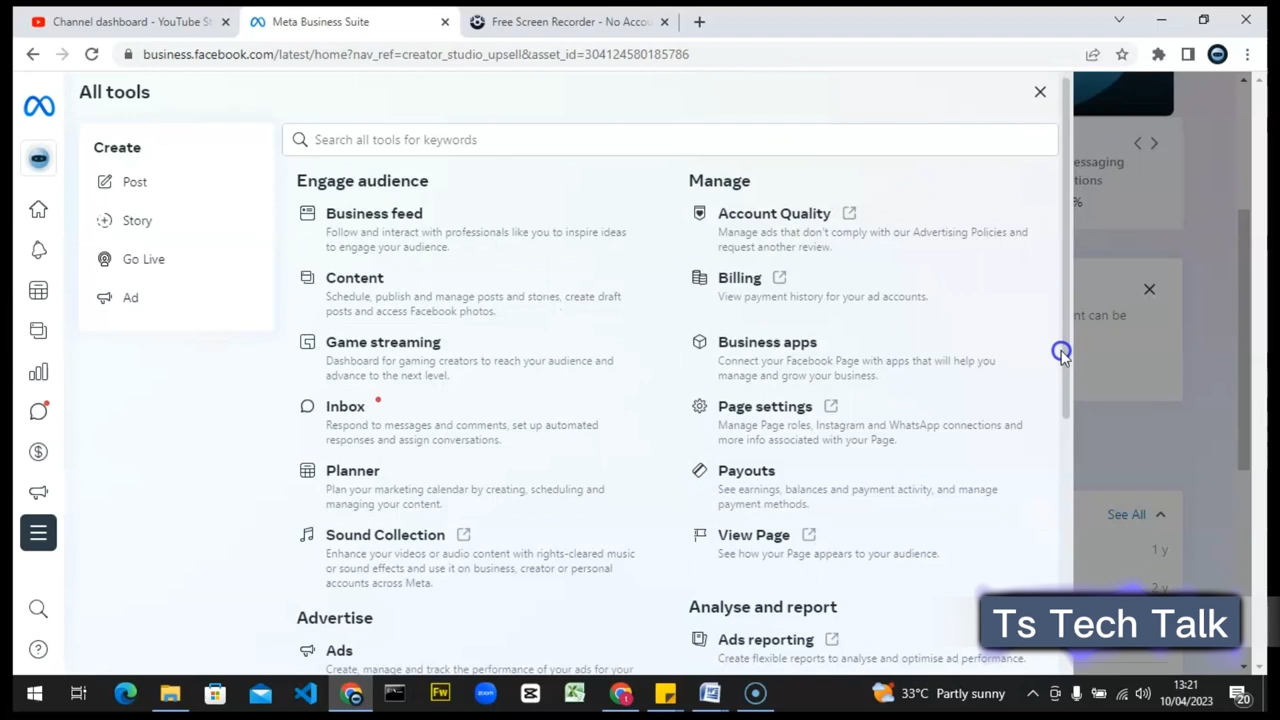 Channel dashboard - YouTube St
Meta Business Suite
Free Screen Recorder - No Accou
business.facebook.com/latest/home?nav_ref=creator_studio_upsell&asset_id=304124580185786
All tools
Create
Post
Story
Go Live
Ad
Search all tools for keywords
Engage audience
Business feed
Follow and interact with professionals like you to inspire ideas
to engage your audience.
Content
Schedule, publish and manage posts and stories, create draft
posts and access Facebook photos.
Game streaming
Dashboard for gaming creators to reach your audience and
advance to the next level.
Inbox
Respond to messages and comments, set up automated
responses and assign conversations.
Planner
Plan your marketing calendar by creating, scheduling and
managing your content.
Sound Collection
Enhance your videos or audio content with rights-cleared music
or sound effects and use it on business, creator or personal
accounts across Meta.
Advertise
Ads
Create, manage and track the performance of your ads for your
Manage
Account Quality
Manage ads that don't comply with our Advertising Policies and
request another review.
Billing
View payment history for your ad accounts.
Business apps
Connect your Facebook Page with apps that will help you
manage and grow your business.
Page settings
Manage Page roles, Instagram and WhatsApp connections and
more info associated with your Page.
Payouts
See earnings, balances and payment activity, and manage
payment methods.
View Page
See how your Page appears to your audience.
Analyse and report
Ads reporting
Create flexible reports to analyse and optimise ad performance.
essaging
tions
%
nt can be
See All
1 y
2 y
Ts Tech Talk
Fw
zoom
33°C Partly sunny
13:21
10/04/2023
20